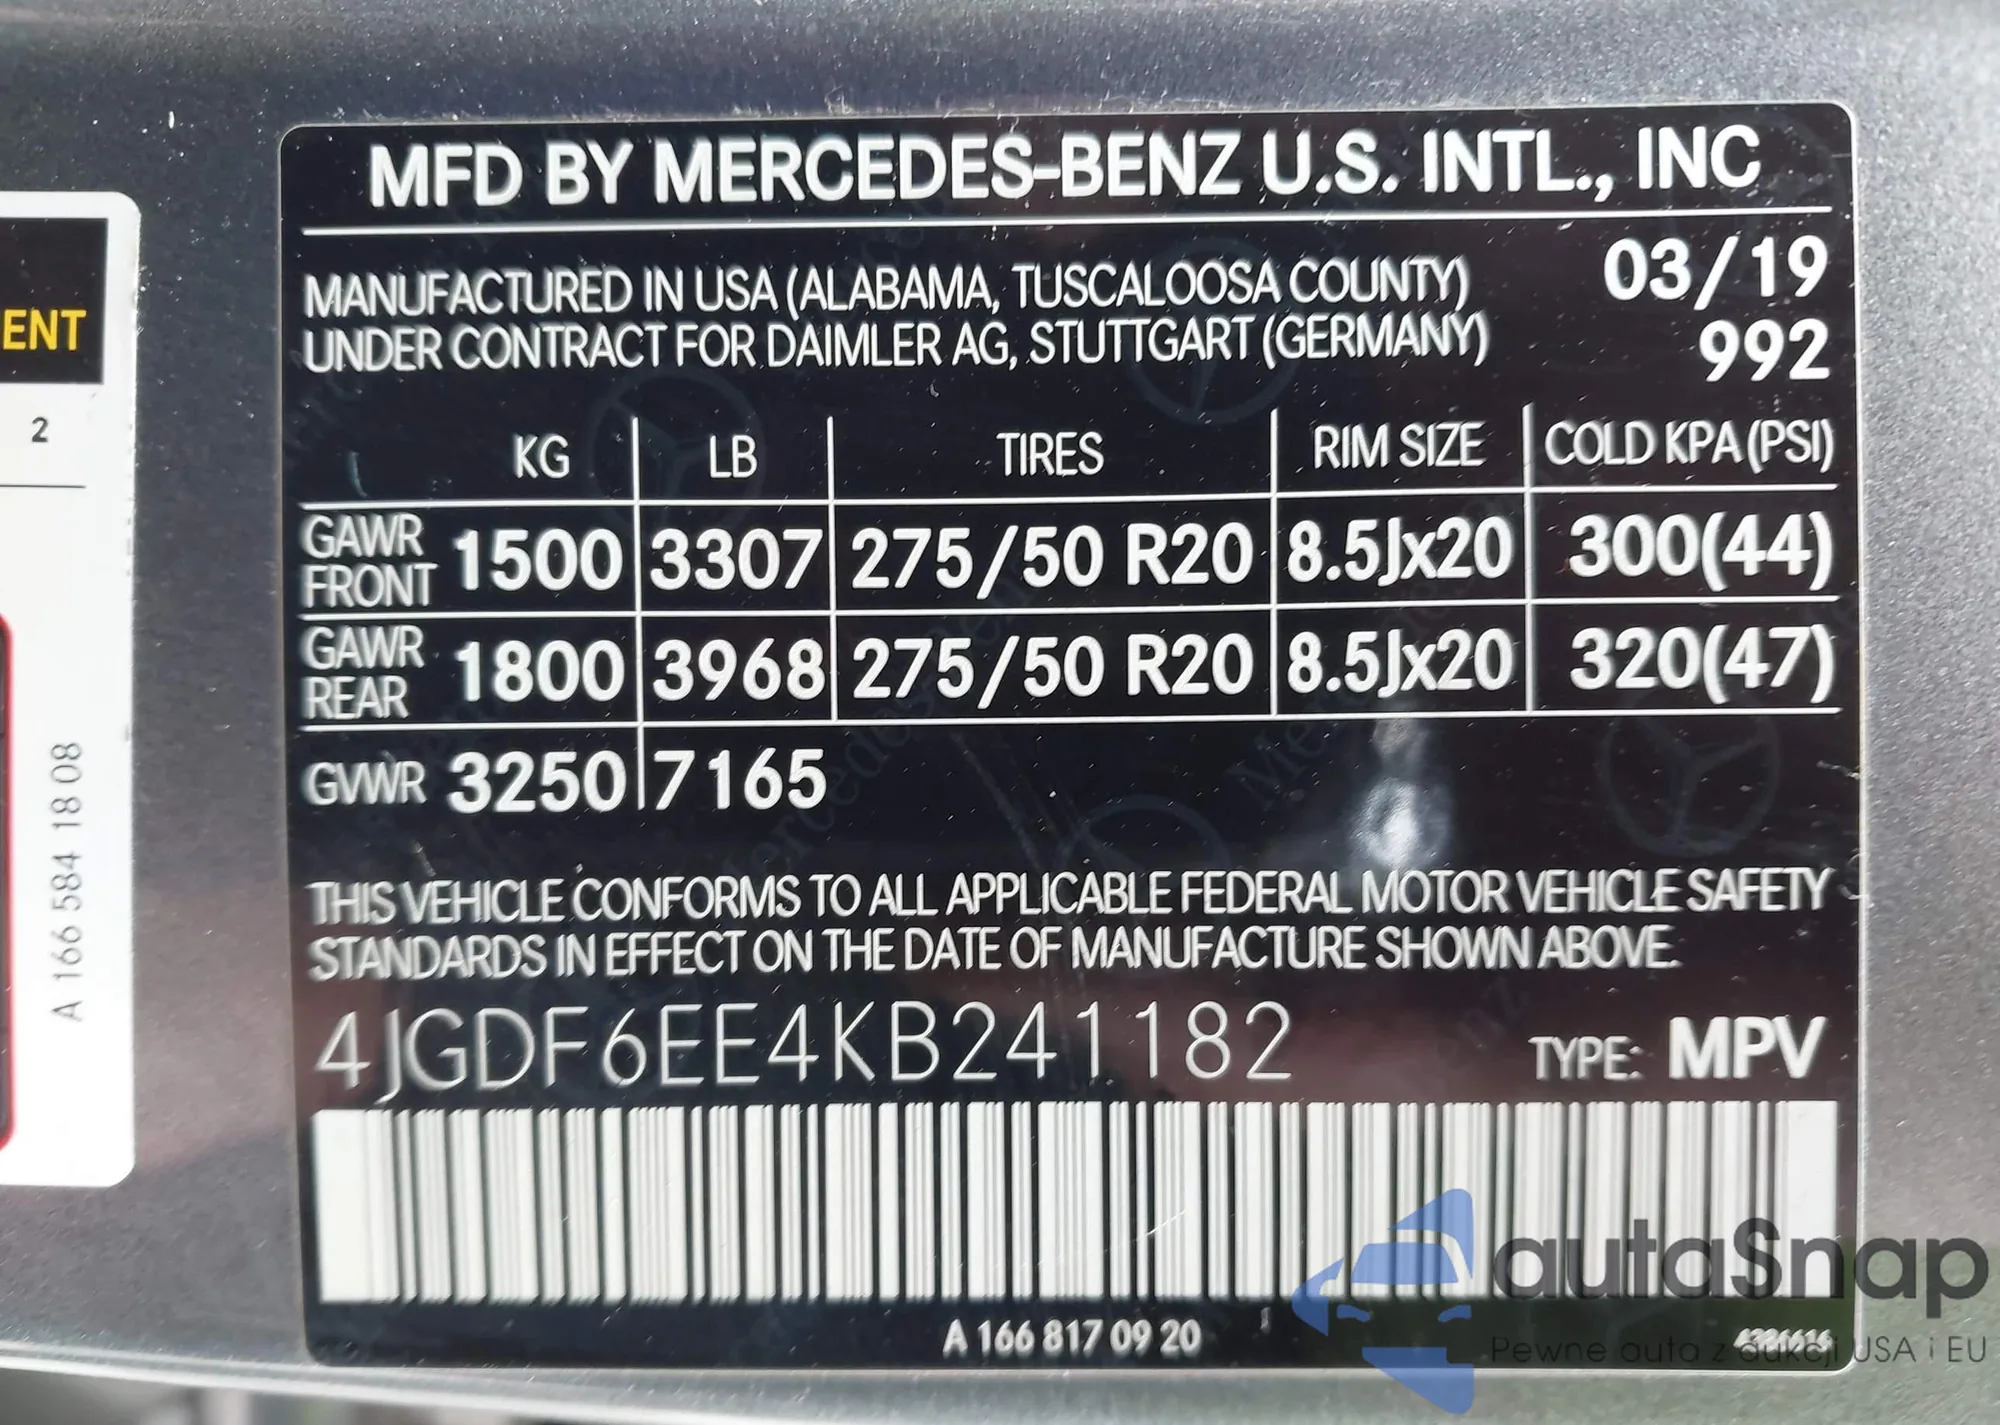 MFD BY MERCEDES-BENZ U.S. INTL., INC
MANUFACTURED IN USA (ALABAMA, TUSCALOOSA COUNTY) 03/19
UNDER CONTRACT FOR DAIMLER AG, STUTTGART (GERMANY) 992
KG LB TIRES RIM SIZE COLD KPA (PSI)
GAWR FRONT 1500 3307 275/50 R20 8.5Jx20 300(44)
GAWR REAR 1800 3968 275/50 R20 8.5Jx20 320(47)
GVWR 3250 7165
THIS VEHICLE CONFORMS TO ALL APPLICABLE FEDERAL MOTOR VEHICLE SAFETY
STANDARDS IN EFFECT ON THE DATE OF MANUFACTURE SHOWN ABOVE.
4JGDF6EE4KB241182 TYPE: MPV
A 166 817 09 20
ENT
2
A 166 584 18 08
autaSnap
Pewne auta z aukcji USA i EU